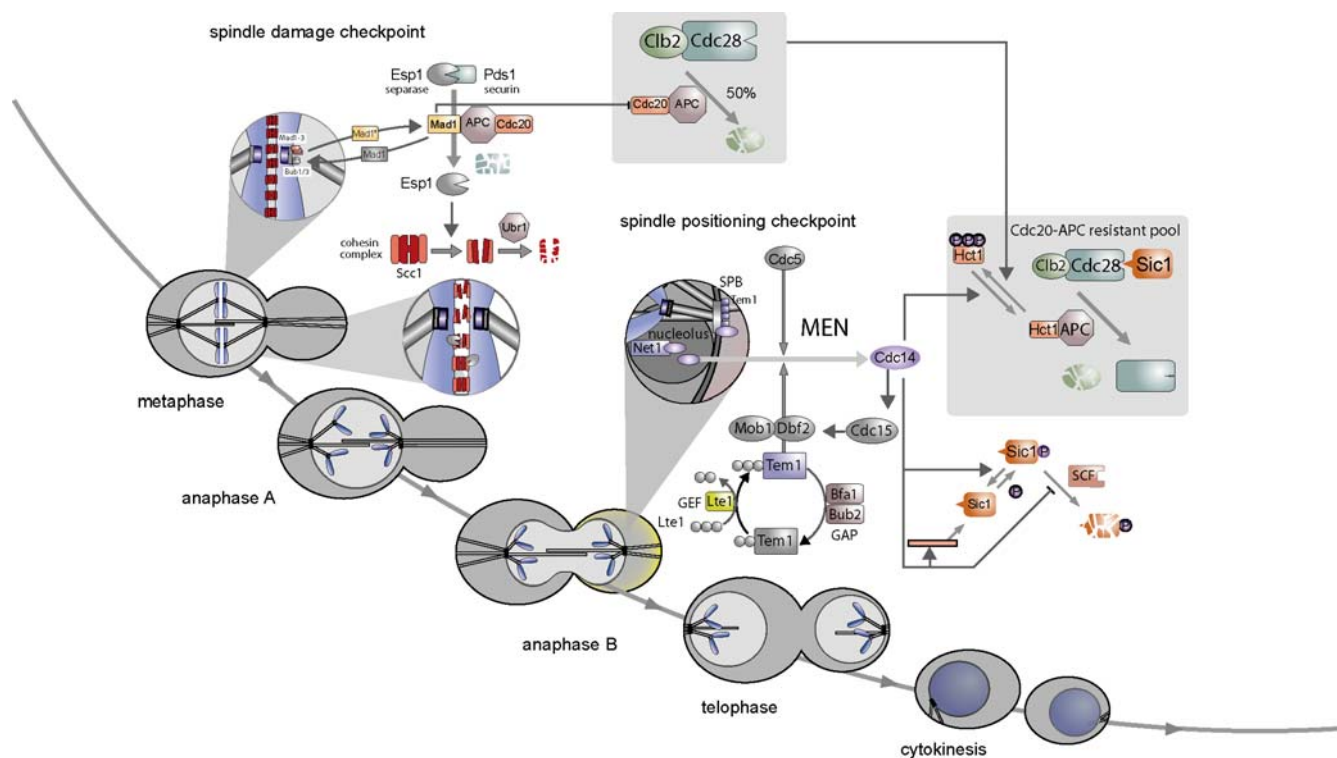 spindle damage checkpoint
Esp1
separase
Pds1
securin
Clb2
Cdc28
50%
Cdc20
APC
Mad1
APC
Cdc20
Mad1*
Mad1
Mad1-3
Bub1/3
Esp1
Ubr1
cohesin
complex
Scc1
spindle positioning checkpoint
Cdc5
SPB
Tem1
nucleolus
Net1
MEN
Cdc14
Cdc20-APC resistant pool
P P P
Hct1
Clb2
Cdc28
Sic1
Hct1
APC
metaphase
Mob1
Dbf2
Cdc15
Tem1
GEF
Lte1
Lte1
Bfa1
Bub2
GAP
Tem1
Sic1
P
SCF
P
Sic1
P
anaphase A
anaphase B
telophase
cytokinesis